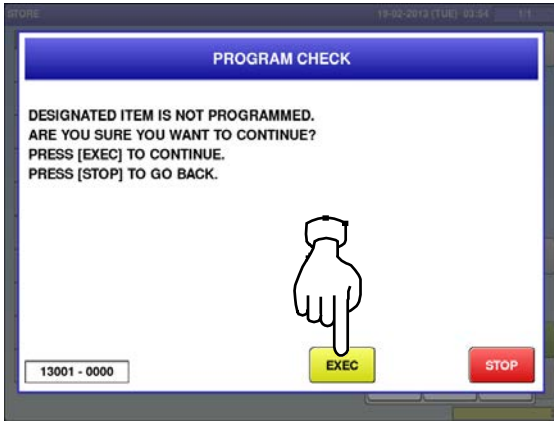 STORE 19-02-2013 (TUE) 03:54 1/1
PROGRAM CHECK
DESIGNATED ITEM IS NOT PROGRAMMED.
ARE YOU SURE YOU WANT TO CONTINUE?
PRESS [EXEC] TO CONTINUE.
PRESS [STOP] TO GO BACK.
13001 - 0000
EXEC
STOP